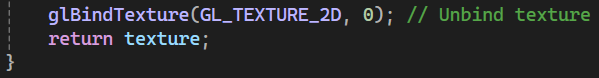 glBindTexture(GL_TEXTURE_2D, 0); // Unbind texture
return texture;
}